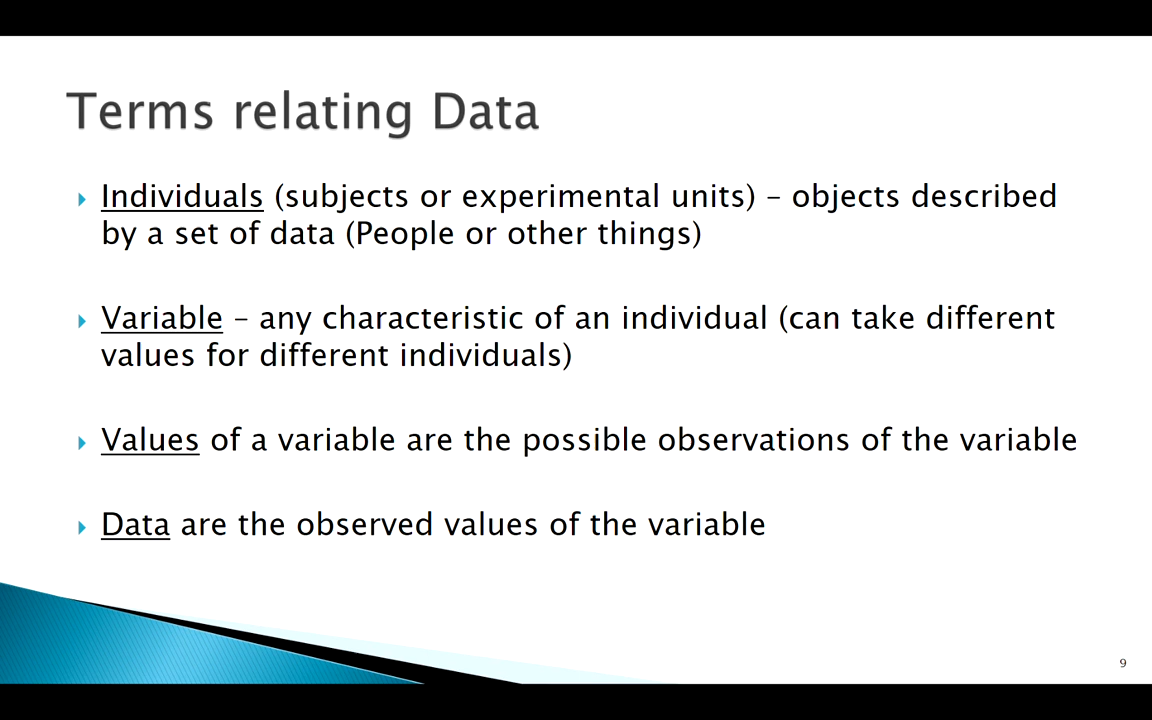 Terms relating Data
Individuals (subjects or experimental units) – objects described
by a set of data (People or other things)
Variable – any characteristic of an individual (can take different
values for different individuals)
Values of a variable are the possible observations of the variable
Data are the observed values of the variable
9